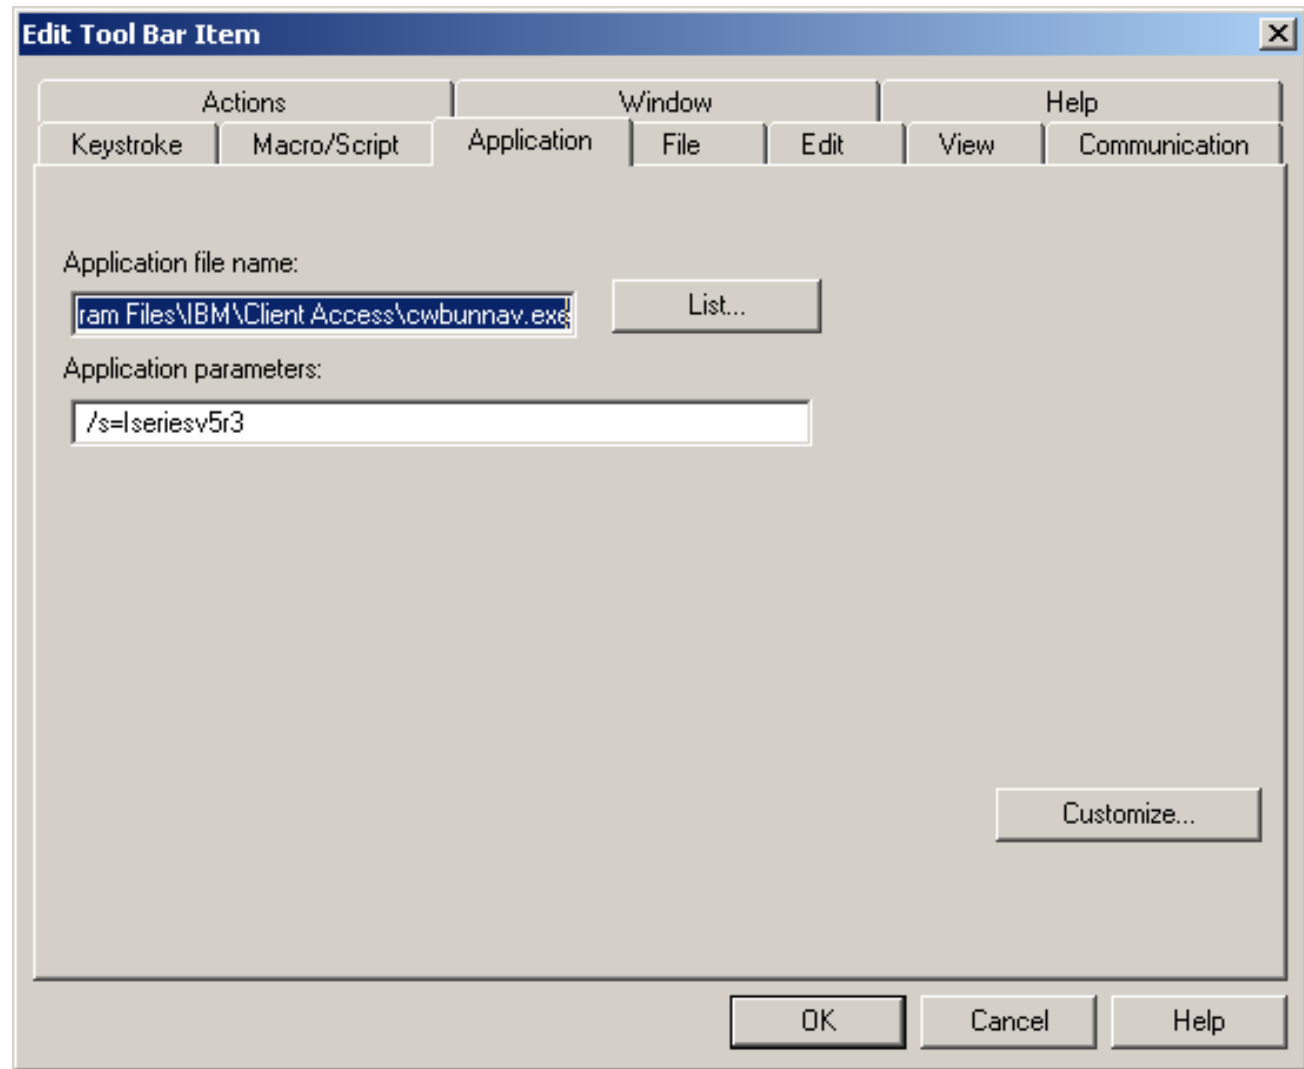 Edit Tool Bar Item
Actions Window Help
Keystroke Macro/Script Application File Edit View Communication
Application file name:
ram Files\IBM\Client Access\cwbunnav.exe List...
Application parameters:
/s=Iseriesv5r3
Customize...
OK Cancel Help